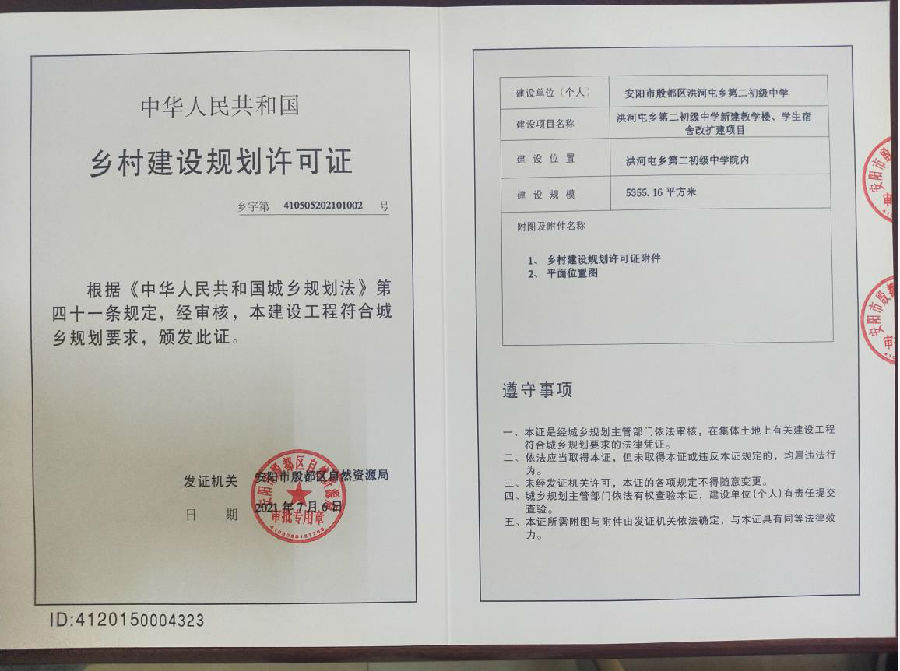 中华人民共和国
乡村建设规划许可证
乡字第 410505202101002 号
根据《中华人民共和国城乡规划法》第
四十一条规定，经审核，本建设工程符合城
乡规划要求，颁发此证。
发证机关 安阳市殷都区自然资源局
日 期 2021年7月6日
审批专用章
ID:4120150004323
建设单位（个人） 安阳市殷都区洪河屯乡第二初级中学
建设项目名称 洪河屯乡第二初级中学新建教学楼、学生宿
舍改扩建项目
建设位置 洪河屯乡第二初级中学院内
建设规模 5355.16平方米
附图及附件名称
1、 乡村建设规划许可证附件
2、 平面位置图
遵守事项
一、本证是经城乡规划主管部门依法审核，在集体土地上有关建设工程
符合城乡规划要求的法律凭证。
二、依法应当取得本证，但未取得本证或违反本证规定的，均属违法行
为。
三、未经发证机关许可，本证的各项规定不得随意变更。
四、城乡规划主管部门依法有权查验本证，建设单位(个人)有责任提交
查验。
五、本证所需附图与附件由发证机关依法确定，与本证具有同等法律效
力。
安阳市殷
安阳市殷都